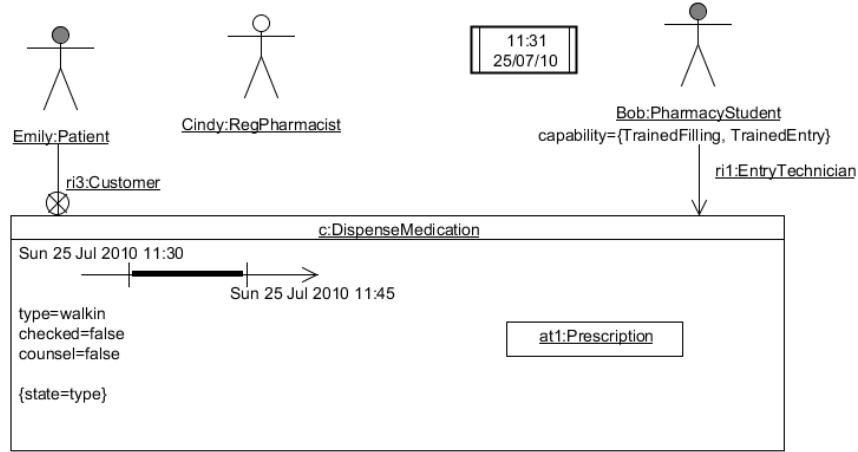 11:31
25/07/10
Emily:Patient
Cindy:RegPharmacist
Bob:PharmacyStudent
capability={TrainedFilling, TrainedEntry}
ri3:Customer
ri1:EntryTechnician
c:DispenseMedication
Sun 25 Jul 2010 11:30
Sun 25 Jul 2010 11:45
type=walkin
checked=false
counsel=false
{state=type}
at1:Prescription